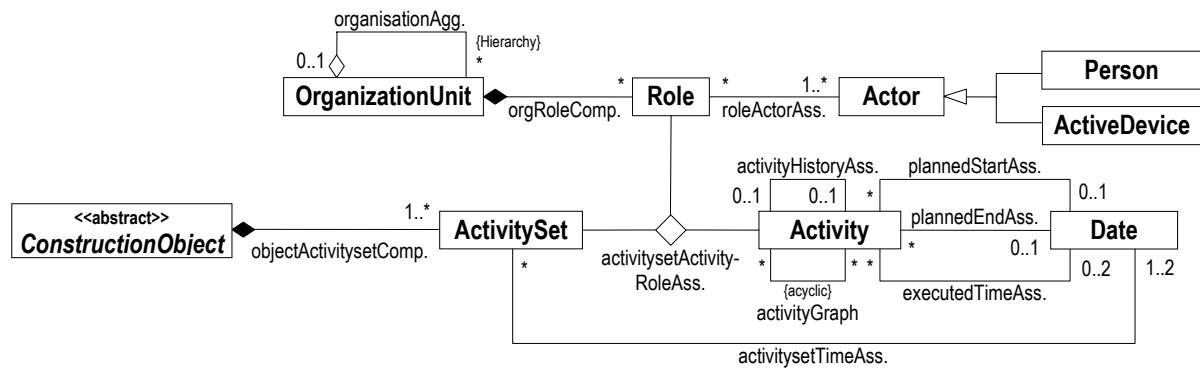 organisationAgg.
{Hierarchy}
0..1
*
OrganizationUnit
*
orgRoleComp.
Role
*
1..*
roleActorAss.
Actor
Person
ActiveDevice
<<abstract>>
ConstructionObject
1..*
objectActivitysetComp.
ActivitySet
*
activitysetActivity-
RoleAss.
activityHistoryAss.
0..1
0..1
Activity
*
*
{acyclic}
activityGraph
plannedStartAss.
*
0..1
plannedEndAss.
*
0..1
Date
*
0..2
executedTimeAss.
1..2
activitysetTimeAss.